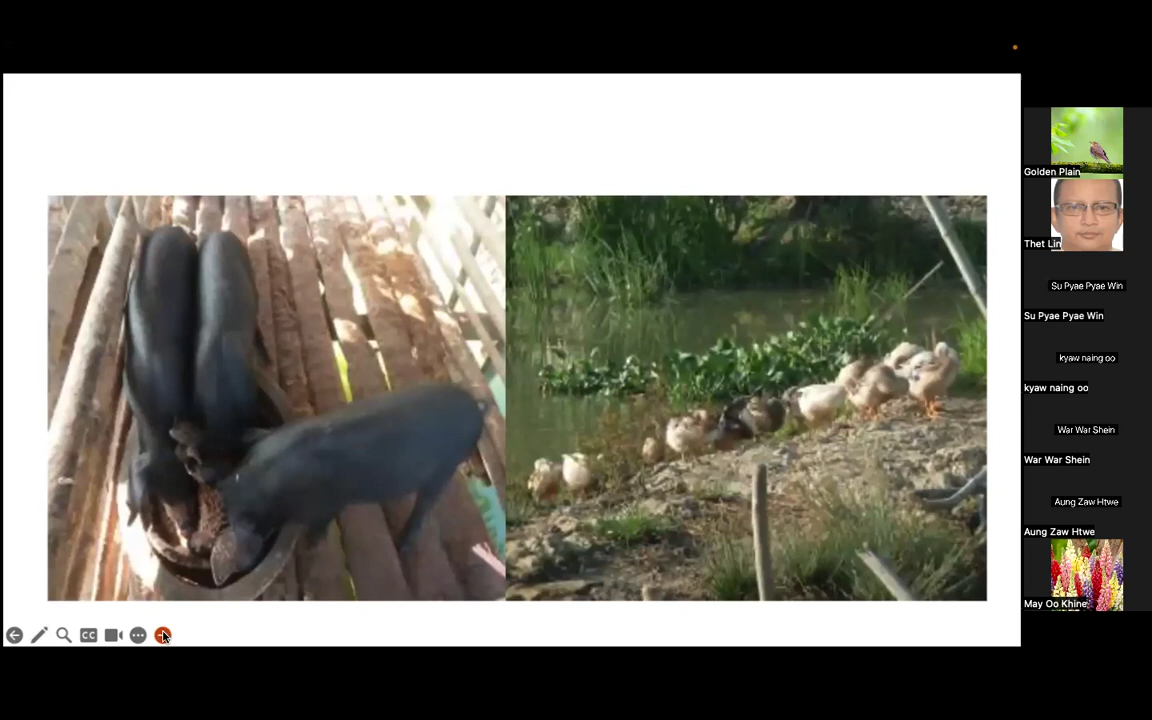 Golden Plain
Thet Lin
Su Pyae Pyae Win
Su Pyae Pyae Win
kyaw naing oo
kyaw naing oo
War War Shein
War War Shein
Aung Zaw Htwe
Aung Zaw Htwe
May Oo Khine
CC